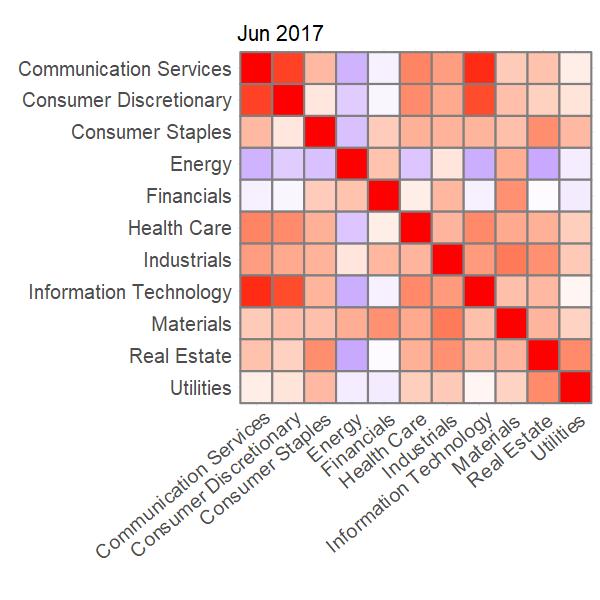 Jun 2017
Communication Services
Consumer Discretionary
Consumer Staples
Energy
Financials
Health Care
Industrials
Information Technology
Materials
Real Estate
Utilities
Communication Services
Consumer Discretionary
Consumer Staples
Energy
Financials
Health Care
Industrials
Information Technology
Materials
Real Estate
Utilities